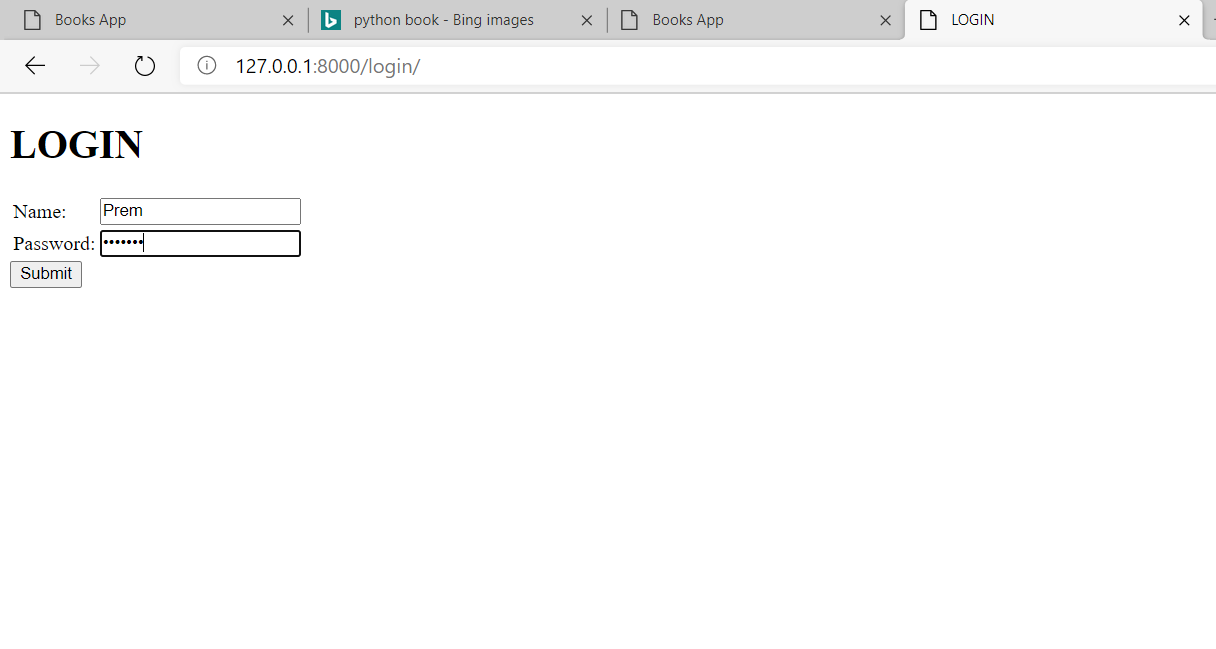 Books App
python book - Bing images
Books App
LOGIN
127.0.0.1:8000/login/
LOGIN
Name: Prem
Password: •••••••
Submit